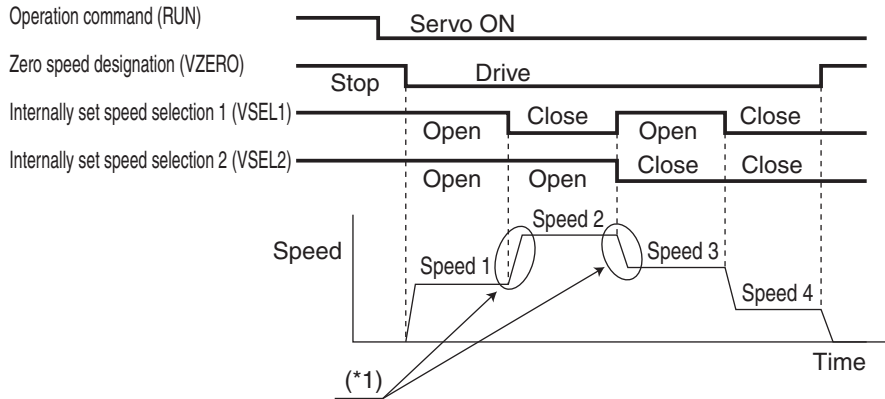 Operation command (RUN)
Servo ON
Zero speed designation (VZERO)
Stop
Drive
Internally set speed selection 1 (VSEL1)
Open
Close
Open
Close
Internally set speed selection 2 (VSEL2)
Open
Open
Close
Close
Speed
Speed 1
Speed 2
Speed 3
Speed 4
Time
(*1)